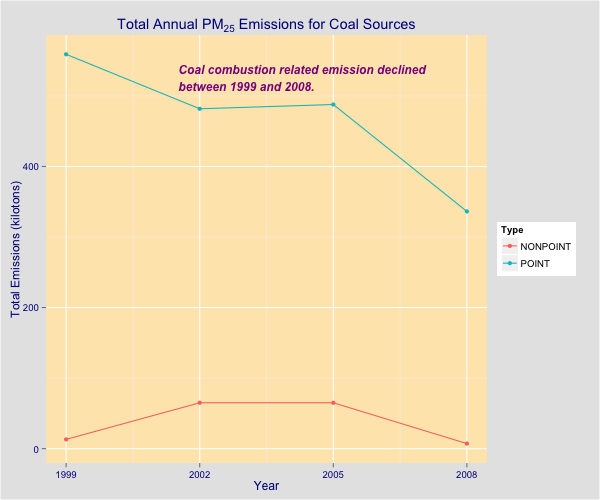 Total Annual PM25 Emissions for Coal Sources
Coal combustion related emission declined
between 1999 and 2008.
400
200
0
Total Emissions (kilotons)
1999 2002 2005 2008
Year
Type
NONPOINT
POINT